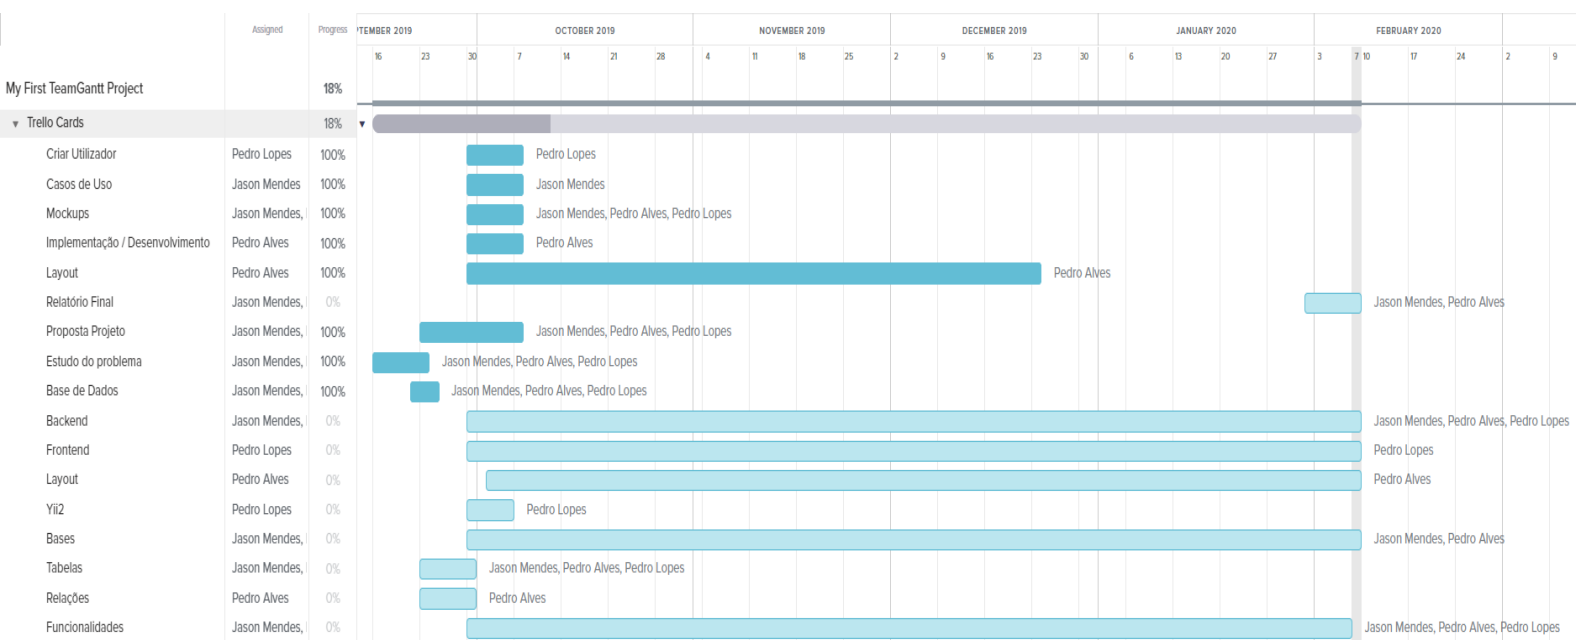 Assigned Progress PTEMBER 2019 OCTOBER 2019 NOVEMBER 2019 DECEMBER 2019 JANUARY 2020 FEBRUARY 2020
16 23 30 7 14 21 28 4 11 18 25 2 9 16 23 30 6 13 20 27 3 7 10 17 24 2 9
My First TeamGantt Project 18%
Trello Cards 18%
Criar Utilizador Pedro Lopes 100% Pedro Lopes
Casos de Uso Jason Mendes 100% Jason Mendes
Mockups Jason Mendes, 100% Jason Mendes, Pedro Alves, Pedro Lopes
Implementação / Desenvolvimento Pedro Alves 100% Pedro Alves
Layout Pedro Alves 100% Pedro Alves
Relatório Final Jason Mendes, 0% Jason Mendes, Pedro Alves
Proposta Projeto Jason Mendes, 100% Jason Mendes, Pedro Alves, Pedro Lopes
Estudo do problema Jason Mendes, 100% Jason Mendes, Pedro Alves, Pedro Lopes
Base de Dados Jason Mendes, 100% Jason Mendes, Pedro Alves, Pedro Lopes
Backend Jason Mendes, 0% Jason Mendes, Pedro Alves, Pedro Lopes
Frontend Pedro Lopes 0% Pedro Lopes
Layout Pedro Alves 0% Pedro Alves
Yii2 Pedro Lopes 0% Pedro Lopes
Bases Jason Mendes, 0% Jason Mendes, Pedro Alves
Tabelas Jason Mendes, 0% Jason Mendes, Pedro Alves, Pedro Lopes
Relações Pedro Alves 0% Pedro Alves
Funcionalidades Jason Mendes, 0% Jason Mendes, Pedro Alves, Pedro Lopes